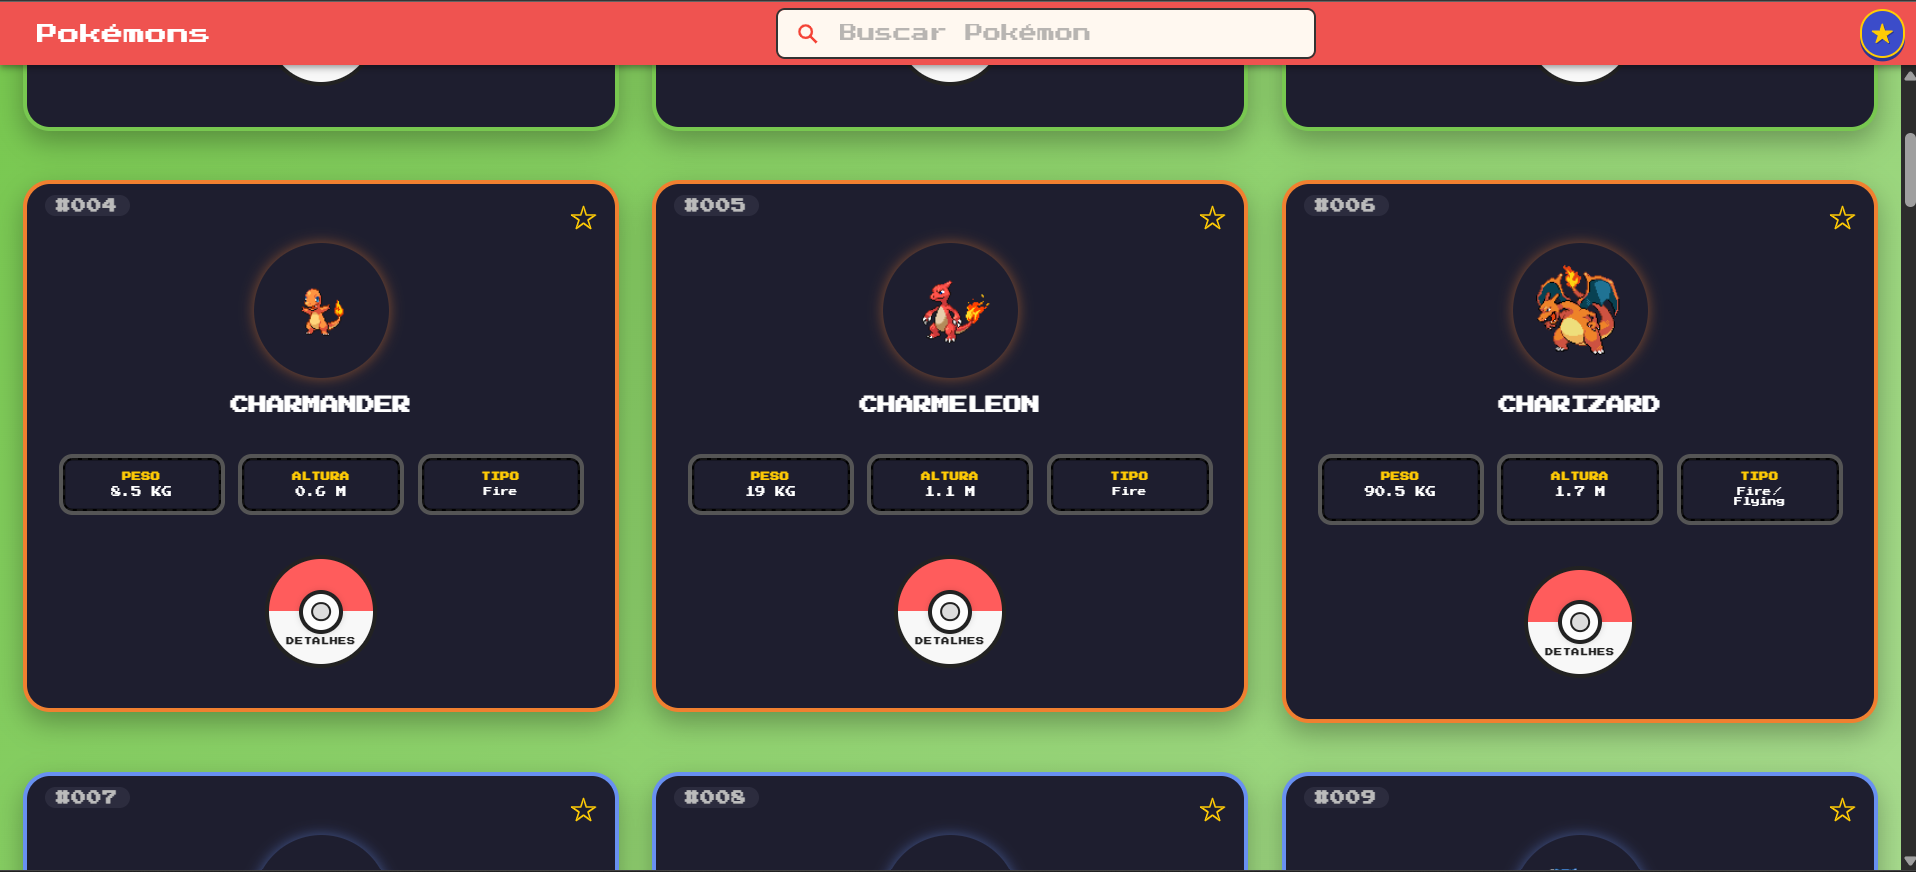 Pokémons
Buscar Pokémon
#004
CHARMANDER
PESO
8.5 KG
ALTURA
0.6 M
TIPO
Fire
DETALHES
#005
CHARMELEON
PESO
19 KG
ALTURA
1.1 M
TIPO
Fire
DETALHES
#006
CHARIZARD
PESO
90.5 KG
ALTURA
1.7 M
TIPO
Fire/
Flying
DETALHES
#007
#008
#009